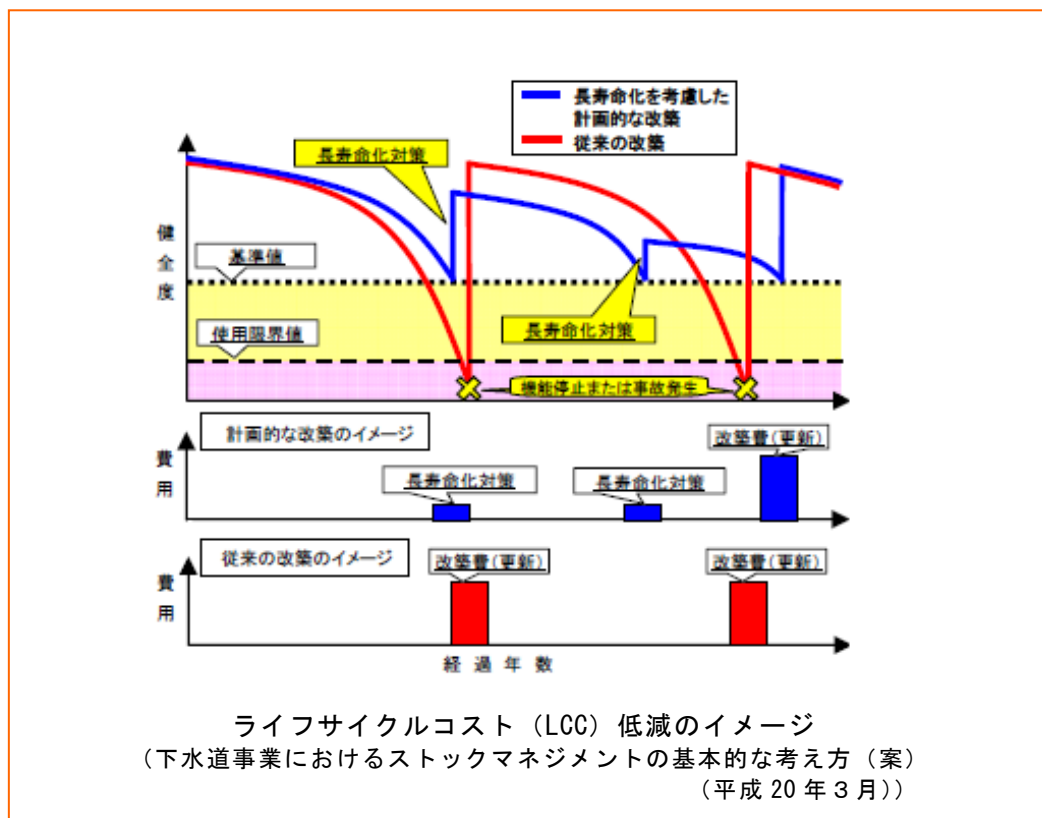 長寿命化を考慮した
計画的な改築
従来の改築
長寿命化対策
健全度
基準値
使用限界値
長寿命化対策
機能停止または事故発生
費用
計画的な改築のイメージ
長寿命化対策
長寿命化対策
改築費(更新)
費用
従来の改築のイメージ
改築費(更新)
改築費(更新)
経過年数
ライフサイクルコスト（LCC）低減のイメージ
（下水道事業におけるストックマネジメントの基本的な考え方（案）
（平成20年３月））